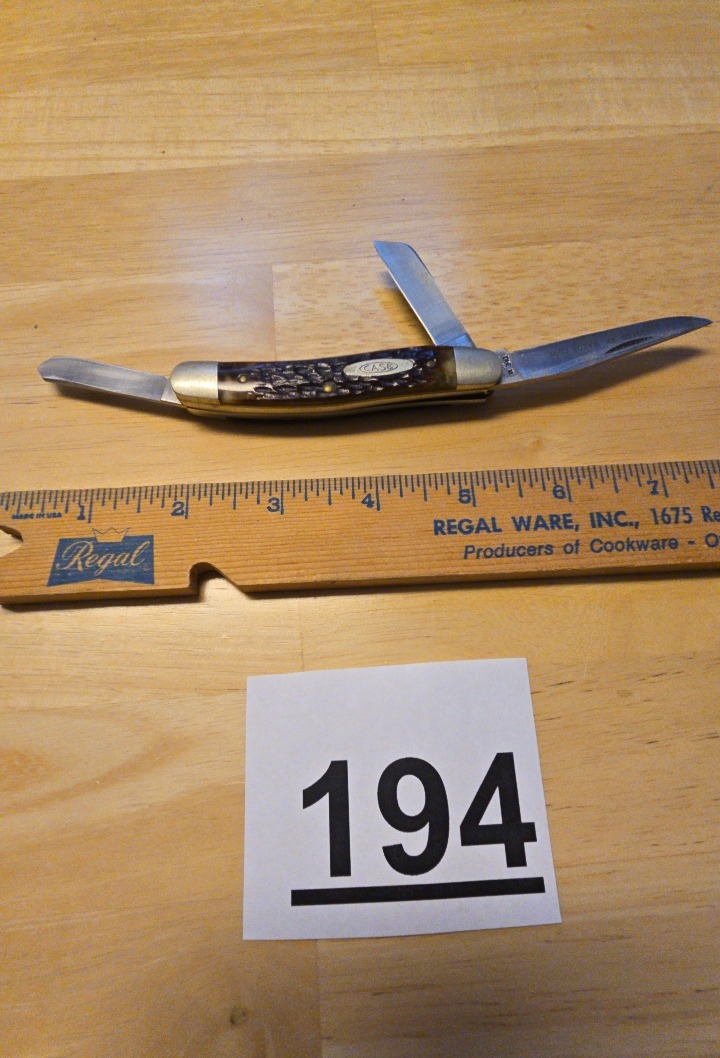 CASE
1 2 3 4 5 6 7
MADE IN USA
Regal
REGAL WARE, INC., 1675 Re
Producers of Cookware - O
194